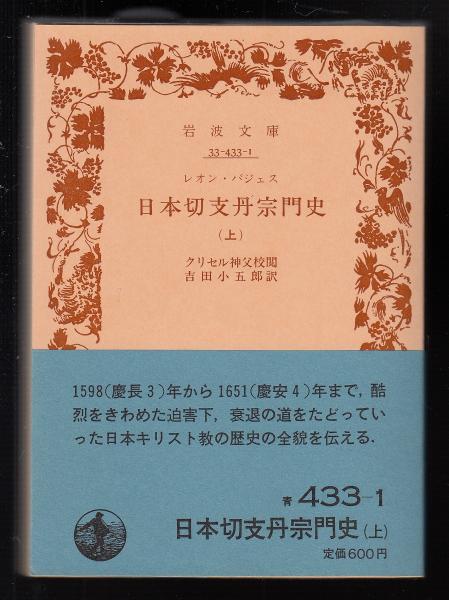 岩波文庫
33-433-1
レオン・パジェス
日本切支丹宗門史
（上）
クリセル神父校閲
吉田小五郎訳
1598（慶長3）年から1651（慶安4）年まで，酷
烈をきわめた迫害下，衰退の道をたどってい
った日本キリスト教の歴史の全貌を伝える．
青 433-1
日本切支丹宗門史（上）
定価600円